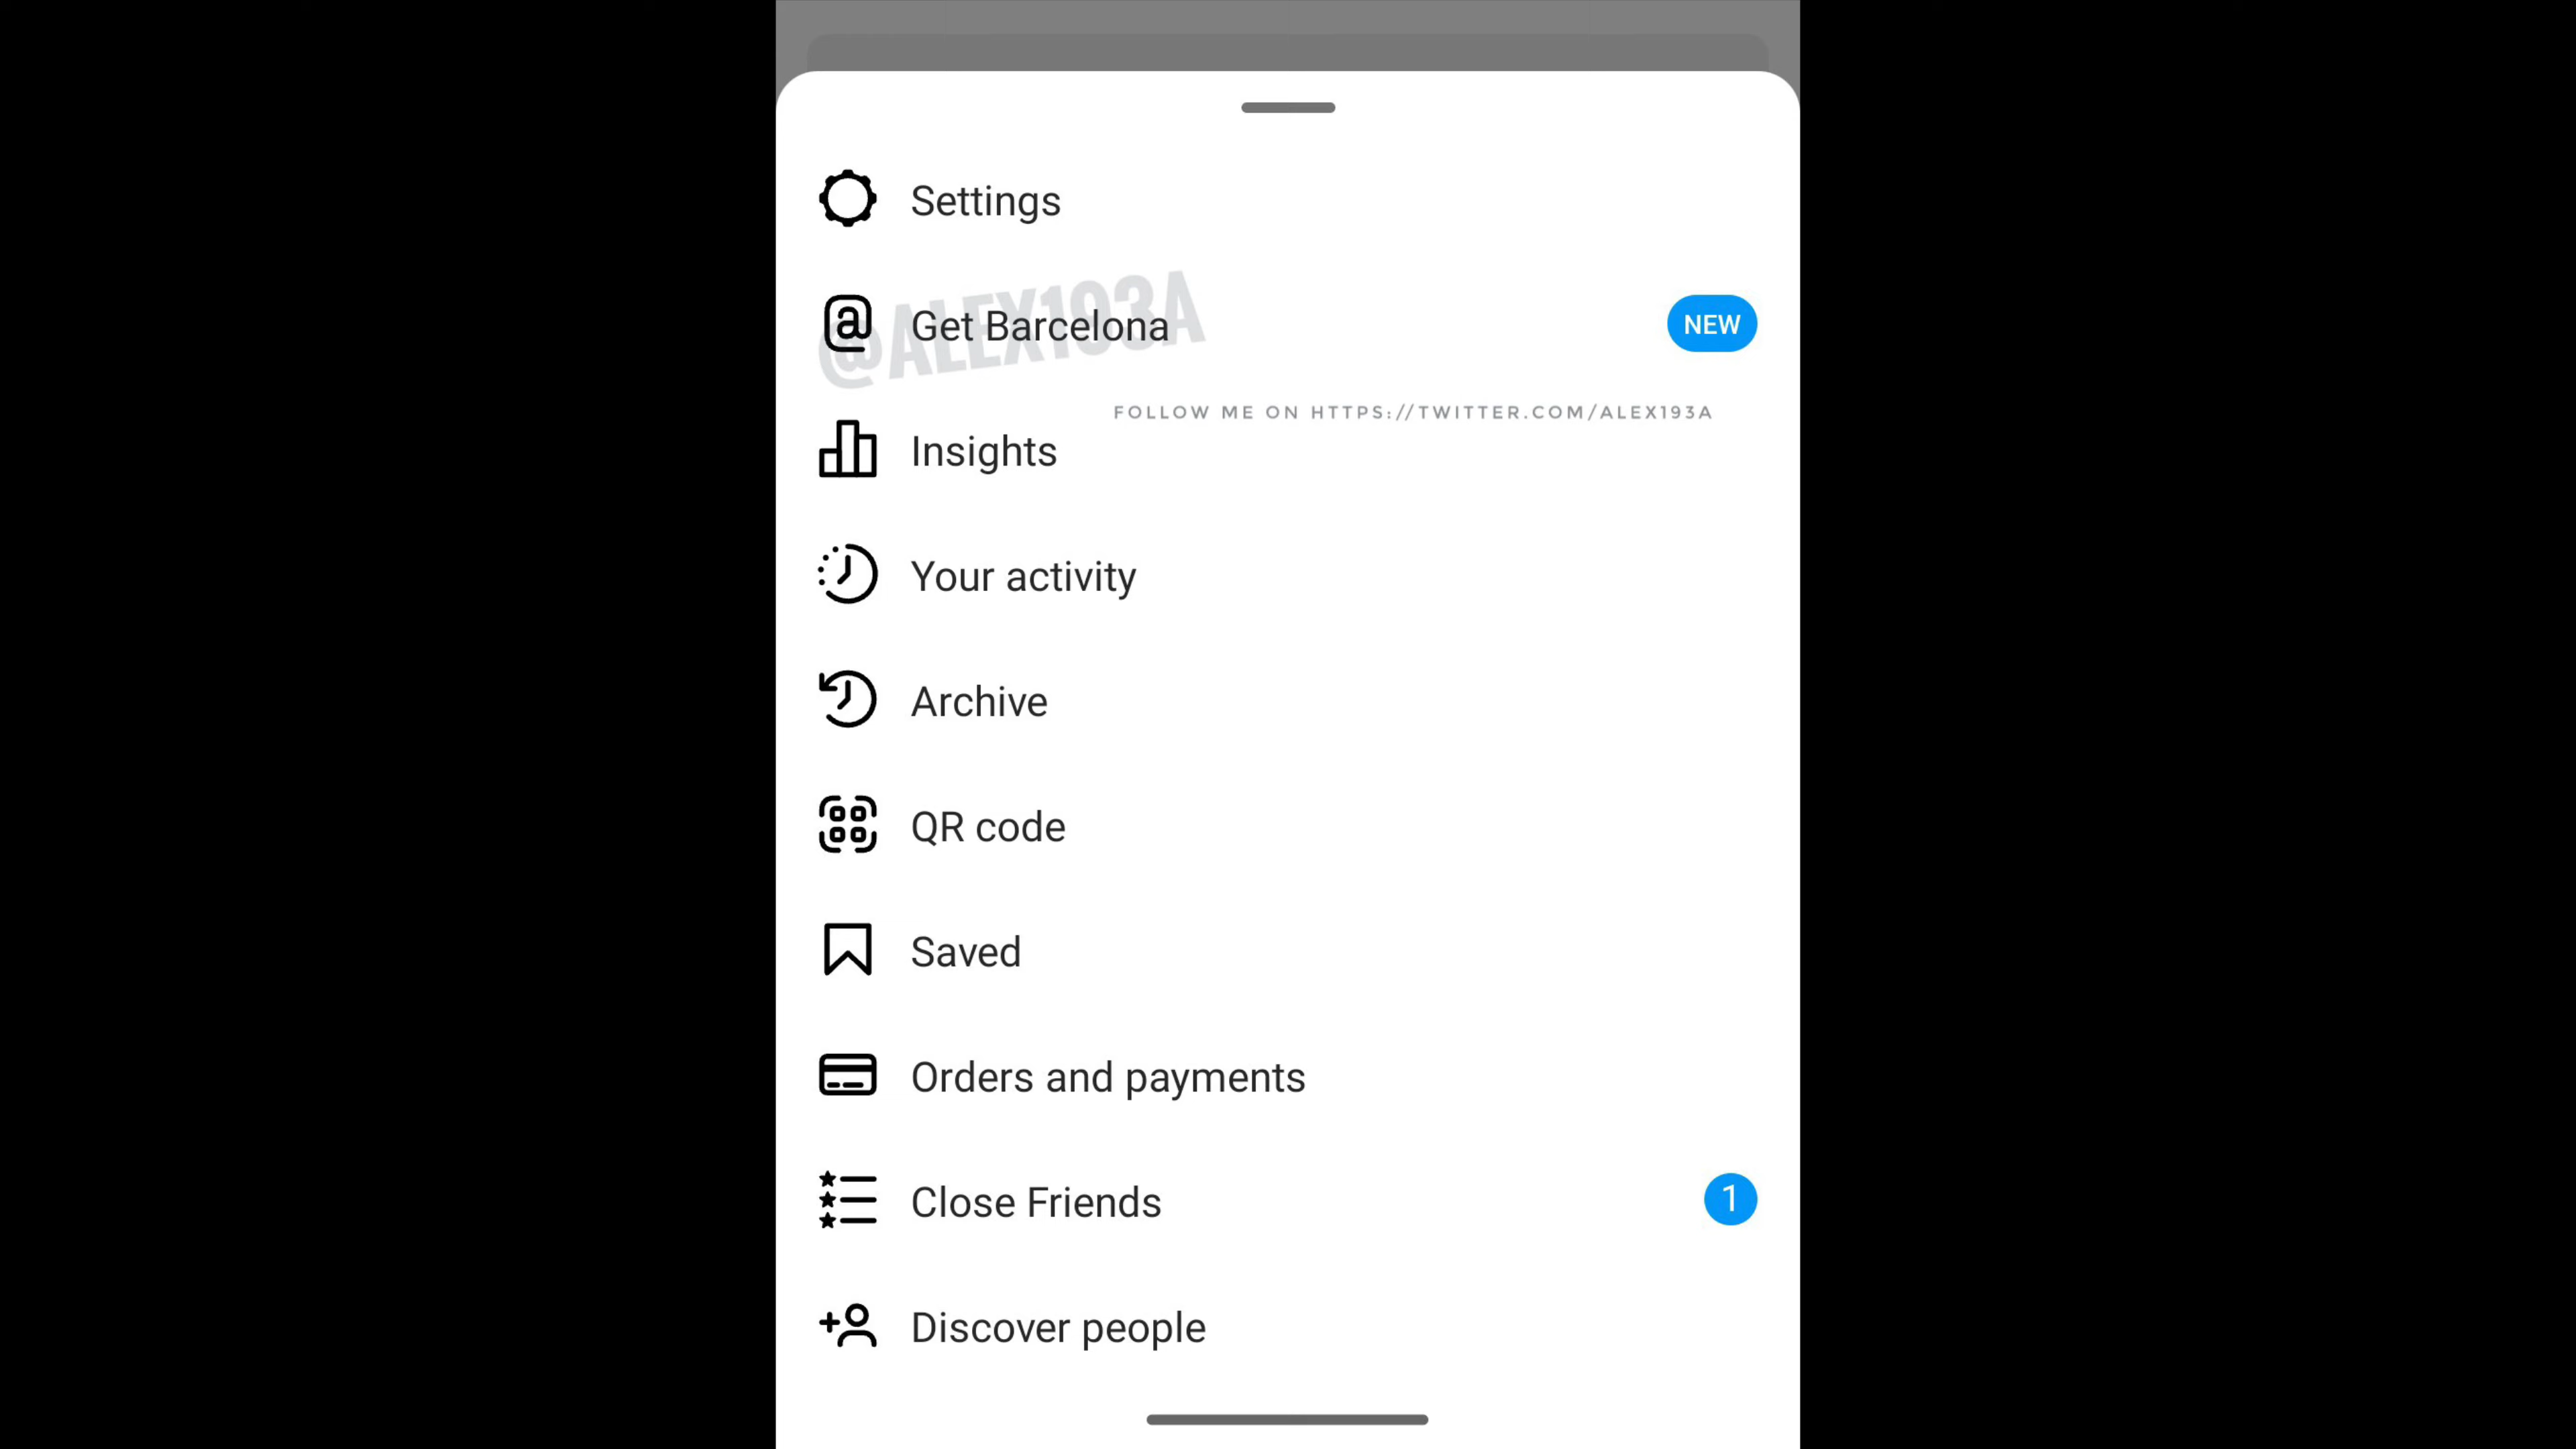 Settings
@ALEX193A
Get Barcelona
NEW
FOLLOW ME ON HTTPS://TWITTER.COM/ALEX193A
Insights
Your activity
Archive
QR code
Saved
Orders and payments
Close Friends
1
Discover people